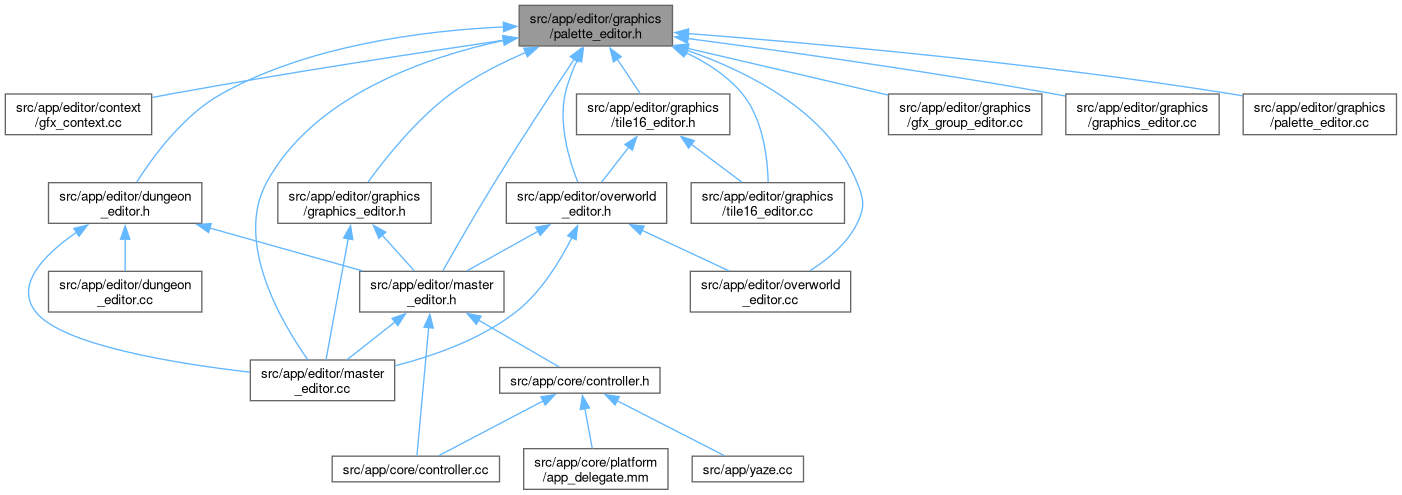 src/app/editor/graphics
/palette_editor.h
src/app/editor/context
/gfx_context.cc
src/app/editor/graphics
/tile16_editor.h
src/app/editor/graphics
/gfx_group_editor.cc
src/app/editor/graphics
/graphics_editor.cc
src/app/editor/graphics
/palette_editor.cc
src/app/editor/dungeon
_editor.h
src/app/editor/graphics
/graphics_editor.h
src/app/editor/overworld
_editor.h
src/app/editor/graphics
/tile16_editor.cc
src/app/editor/dungeon
_editor.cc
src/app/editor/master
_editor.h
src/app/editor/overworld
_editor.cc
src/app/editor/master
_editor.cc
src/app/core/controller.h
src/app/core/controller.cc
src/app/core/platform
/app_delegate.mm
src/app/yaze.cc